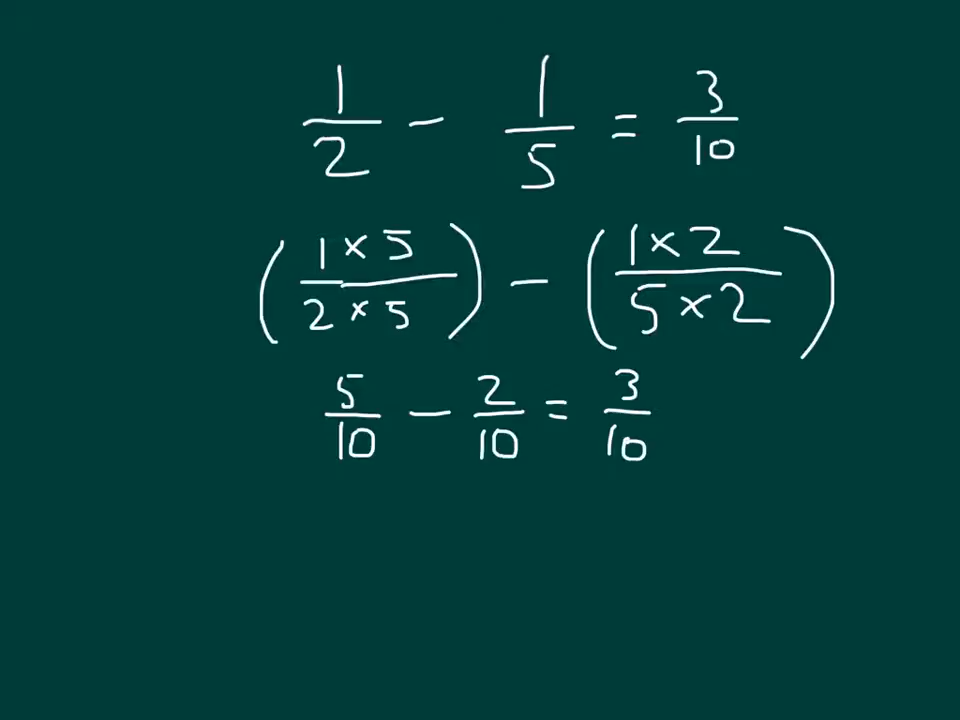 1/2 - 1/5 = 3/10
(1 × 5 / 2 × 5) - (1 × 2 / 5 × 2)
5/10 - 2/10 = 3/10